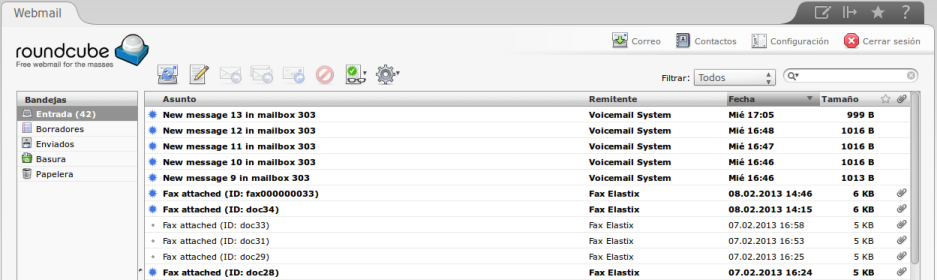 Webmail
?
roundcube
Free webmail for the masses
Correo Contactos Configuración Cerrar sesión
Filtrar: Todos
Bandejas
Entrada (42)
Borradores
Enviados
Basura
Papelera
Asunto Remitente Fecha Tamaño
New message 13 in mailbox 303 Voicemail System Mié 17:05 999 B
New message 12 in mailbox 303 Voicemail System Mié 16:48 1016 B
New message 11 in mailbox 303 Voicemail System Mié 16:47 1016 B
New message 10 in mailbox 303 Voicemail System Mié 16:46 1016 B
New message 9 in mailbox 303 Voicemail System Mié 16:46 1013 B
Fax attached (ID: fax000000033) Fax Elastix 08.02.2013 14:46 6 KB
Fax attached (ID: doc34) Fax Elastix 08.02.2013 14:15 6 KB
Fax attached (ID: doc33) Fax Elastix 07.02.2013 16:58 5 KB
Fax attached (ID: doc31) Fax Elastix 07.02.2013 16:53 5 KB
Fax attached (ID: doc29) Fax Elastix 07.02.2013 16:25 5 KB
Fax attached (ID: doc28) Fax Elastix 07.02.2013 16:24 5 KB